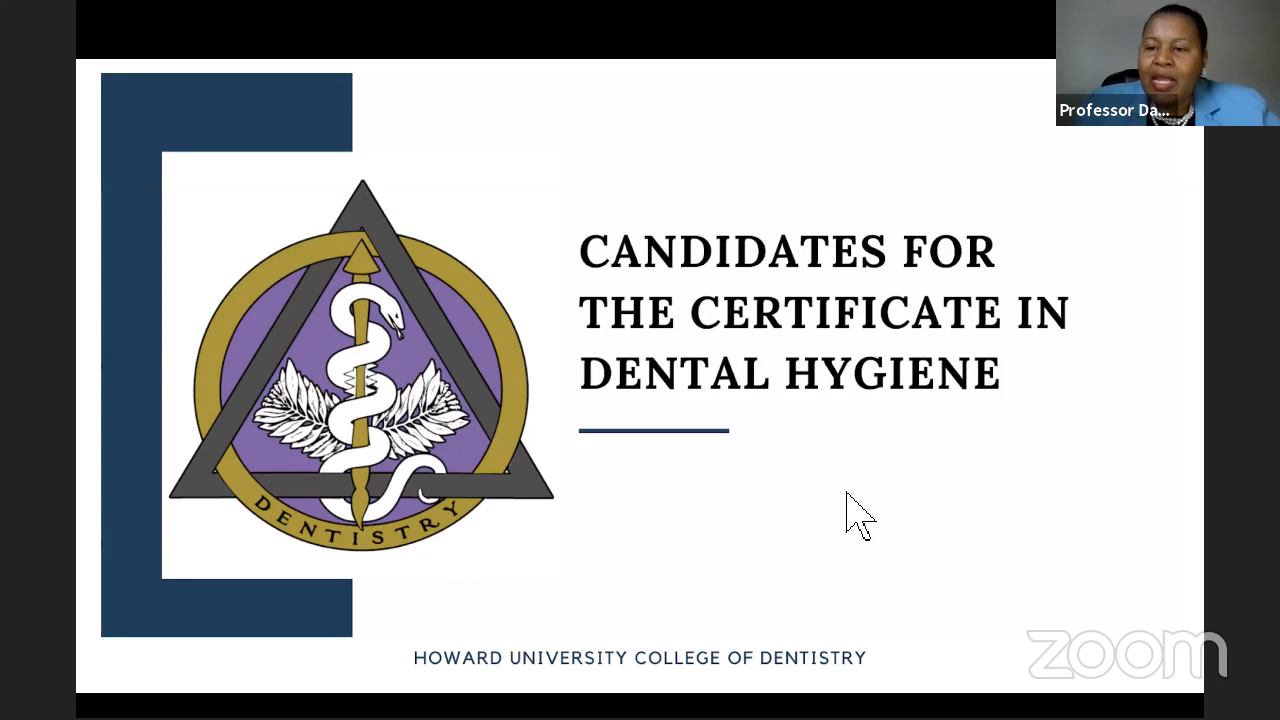 Professor Da...
CANDIDATES FOR
THE CERTIFICATE IN
DENTAL HYGIENE
DENTISTRY
HOWARD UNIVERSITY COLLEGE OF DENTISTRY
zoom